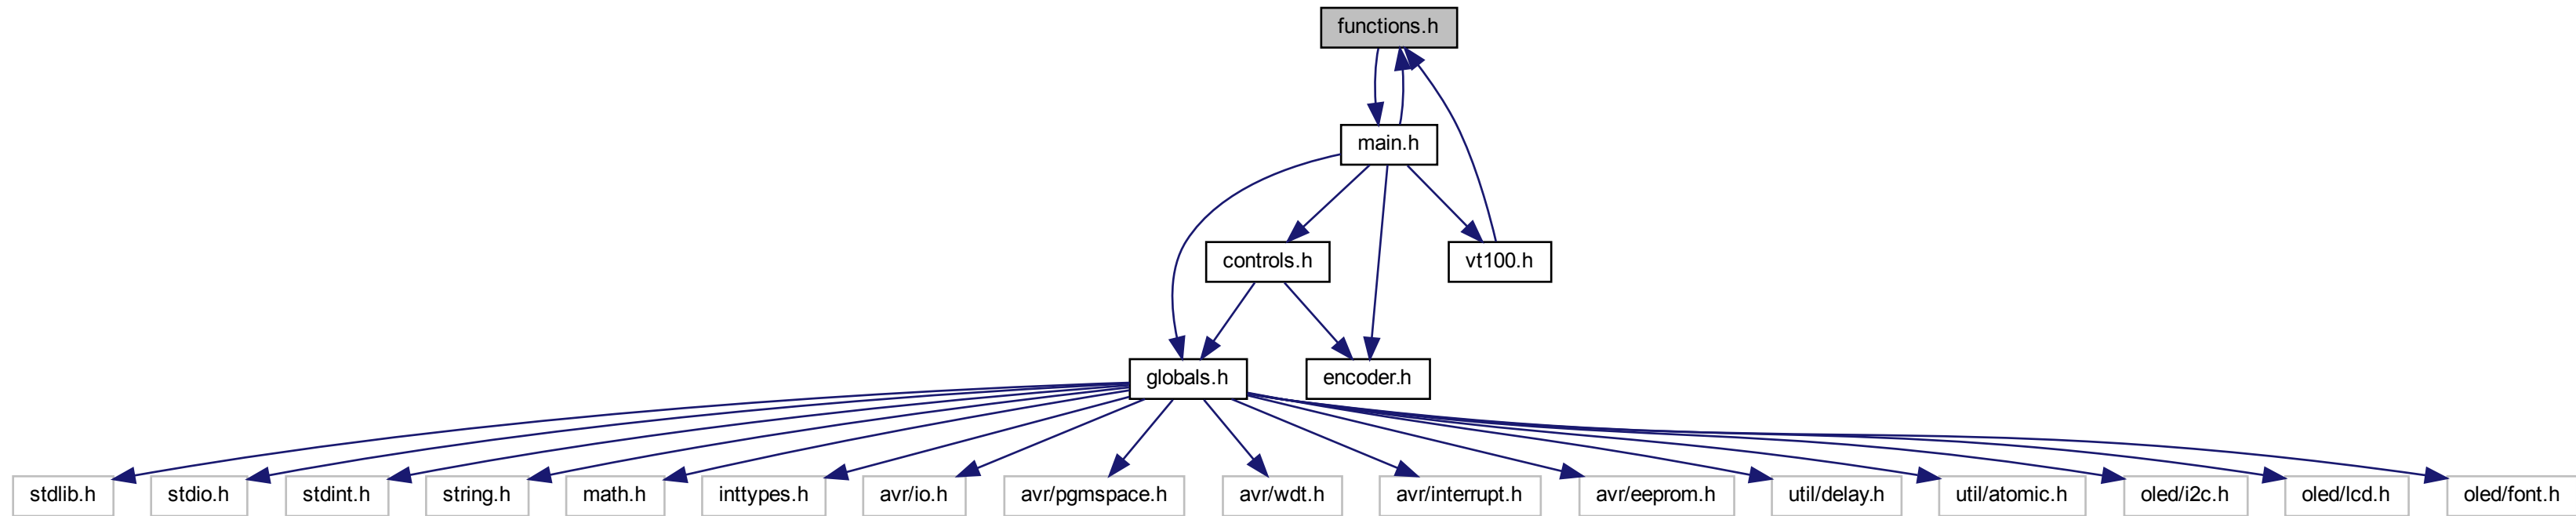 functions.h
main.h
controls.h
vt100.h
globals.h
encoder.h
stdlib.h
stdio.h
stdint.h
string.h
math.h
inttypes.h
avr/io.h
avr/pgmspace.h
avr/wdt.h
avr/interrupt.h
avr/eeprom.h
util/delay.h
util/atomic.h
oled/i2c.h
oled/lcd.h
oled/font.h